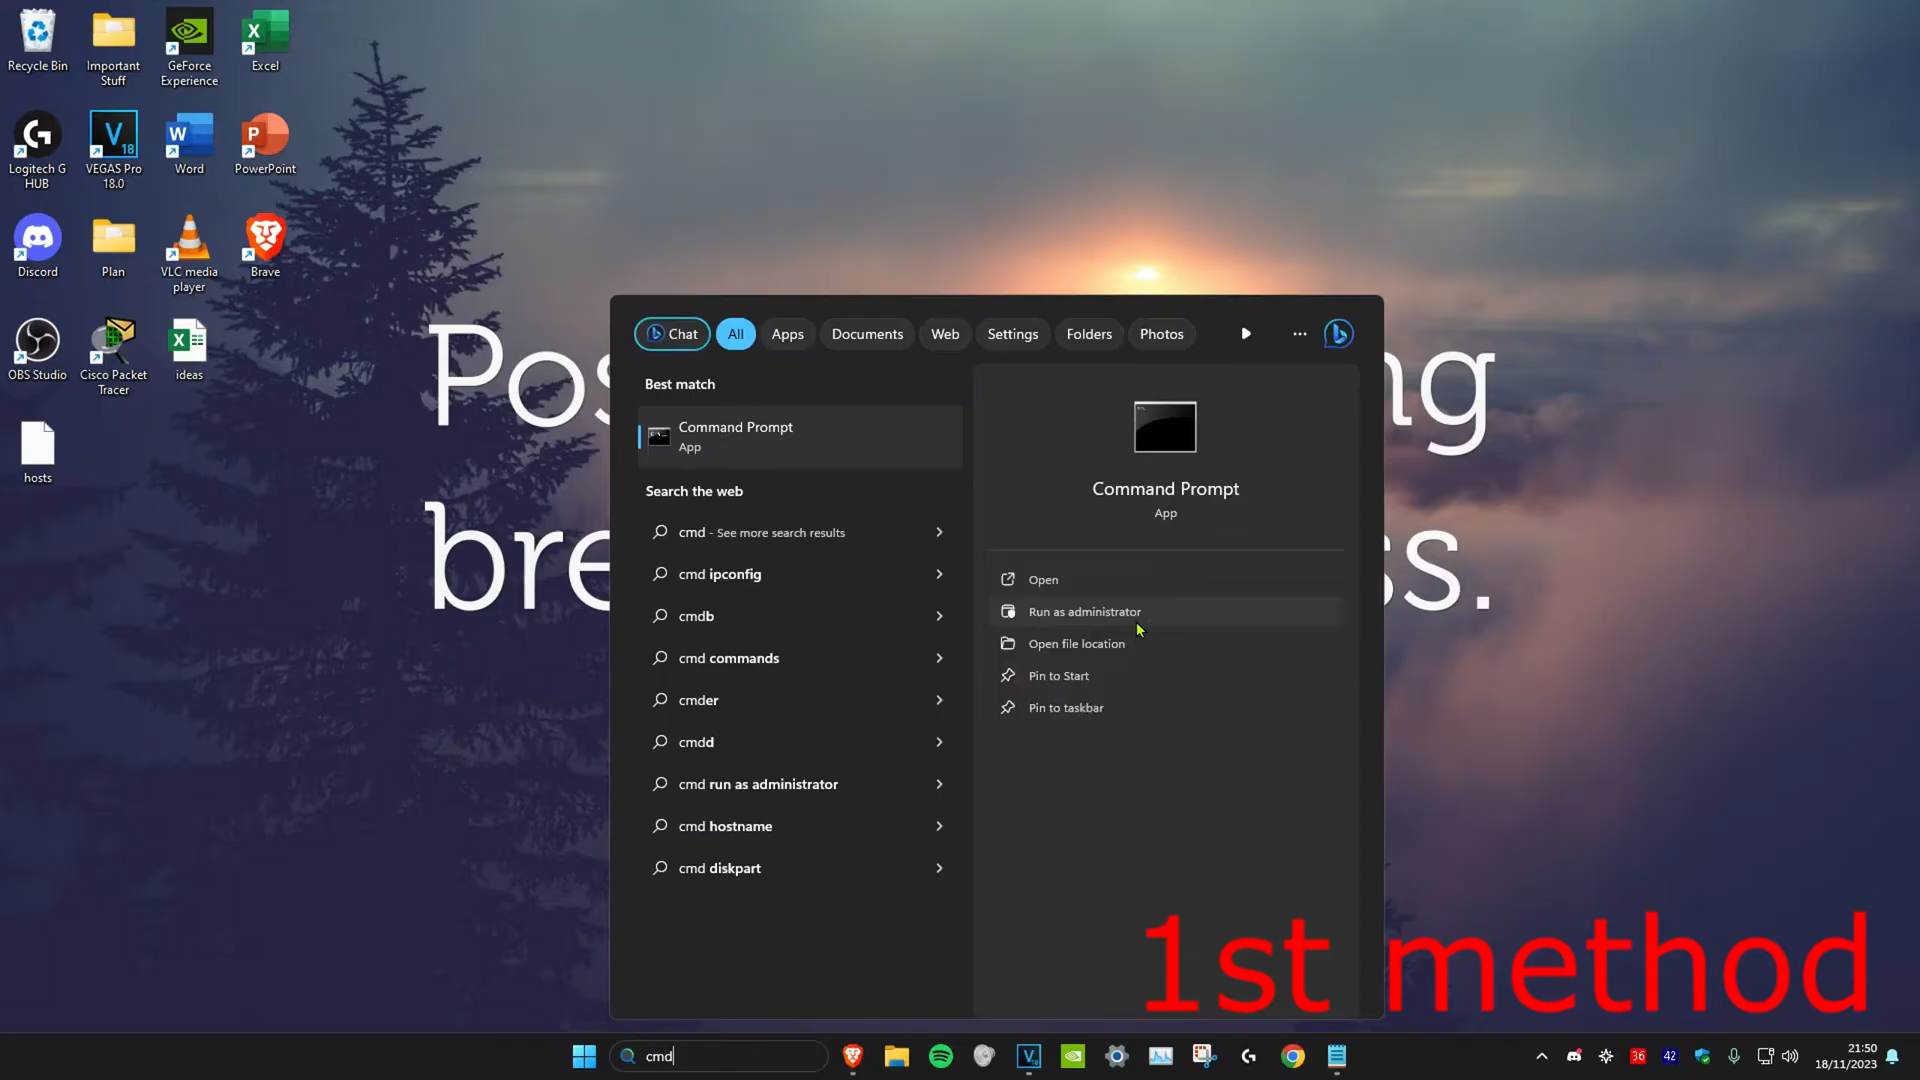 Recycle Bin
Important
Stuff
GeForce
Experience
Excel
Logitech G
HUB
VEGAS Pro
18.0
Word
PowerPoint
Discord
Plan
VLC media
player
Brave
OBS Studio
Cisco Packet
Tracer
ideas
hosts
Pos
ng
bre
ss.
Chat
All
Apps
Documents
Web
Settings
Folders
Photos
Best match
Command Prompt
App
Search the web
cmd - See more search results
cmd ipconfig
cmdb
cmd commands
cmder
cmdd
cmd run as administrator
cmd hostname
cmd diskpart
Command Prompt
App
Open
Run as administrator
Open file location
Pin to Start
Pin to taskbar
1st method
cmd
36
42
21:50
18/11/2023